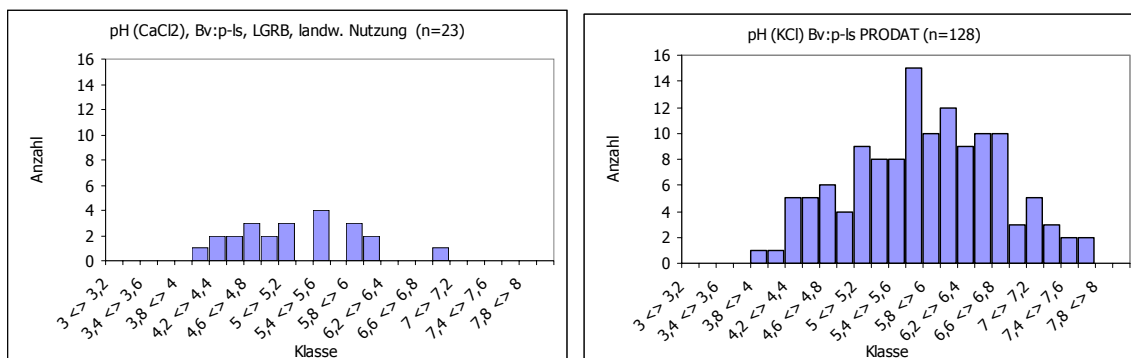 pH (CaCl2), Bv:p-ls, LGRB, landw. Nutzung (n=23)
Anzahl
16
14
12
10
8
6
4
2
0
3 <> 3,2
3,4 <> 3,6
3,8 <> 4
4,2 <> 4,4
4,6 <> 4,8
5 <> 5,2
5,4 <> 5,6
5,8 <> 6
6,2 <> 6,4
6,6 <> 6,8
7 <> 7,2
7,4 <> 7,6
7,8 <> 8
Klasse
pH (KCl) Bv:p-ls PRODAT (n=128)
Anzahl
16
14
12
10
8
6
4
2
0
3 <> 3,2
3,4 <> 3,6
3,8 <> 4
4,2 <> 4,4
4,6 <> 4,8
5 <> 5,2
5,4 <> 5,6
5,8 <> 6
6,2 <> 6,4
6,6 <> 6,8
7 <> 7,2
7,4 <> 7,6
7,8 <> 8
Klasse